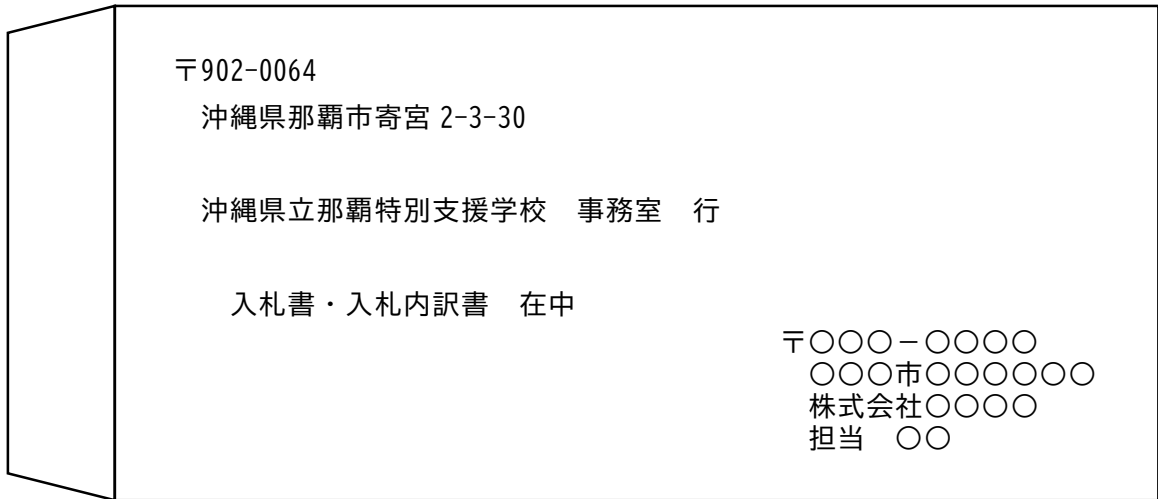 〒902-0064
沖縄県那覇市寄宮 2-3-30
沖縄県立那覇特別支援学校　事務室　行
入札書・入札内訳書　在中
〒○○○－○○○○
○○○市○○○○○○
株式会社○○○○
担当　○○